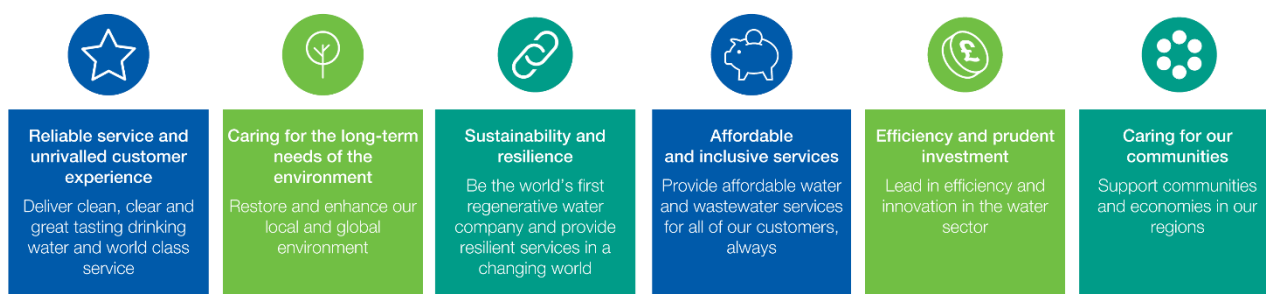 £
Reliable service and
unrivalled customer
experience
Deliver clean, clear and
great tasting drinking
water and world class
service
Caring for the long-term
needs of the
environment
Restore and enhance our
local and global
environment
Sustainability and
resilience
Be the world's first
regenerative water
company and provide
resilient services in a
changing world
Affordable
and inclusive services
Provide affordable water
and wastewater services
for all of our customers,
always
Efficiency and prudent
investment
Lead in efficiency and
innovation in the water
sector
Caring for our
communities
Support communities
and economies in our
regions